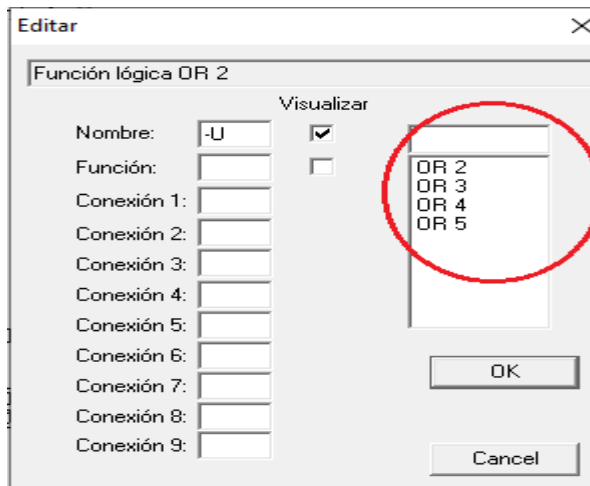 Editar
Función lógica OR 2
Visualizar
Nombre: -U
Función:
Conexión 1:
Conexión 2:
Conexión 3:
Conexión 4:
Conexión 5:
Conexión 6:
Conexión 7:
Conexión 8:
Conexión 9:
OR 2
OR 3
OR 4
OR 5
OK
Cancel